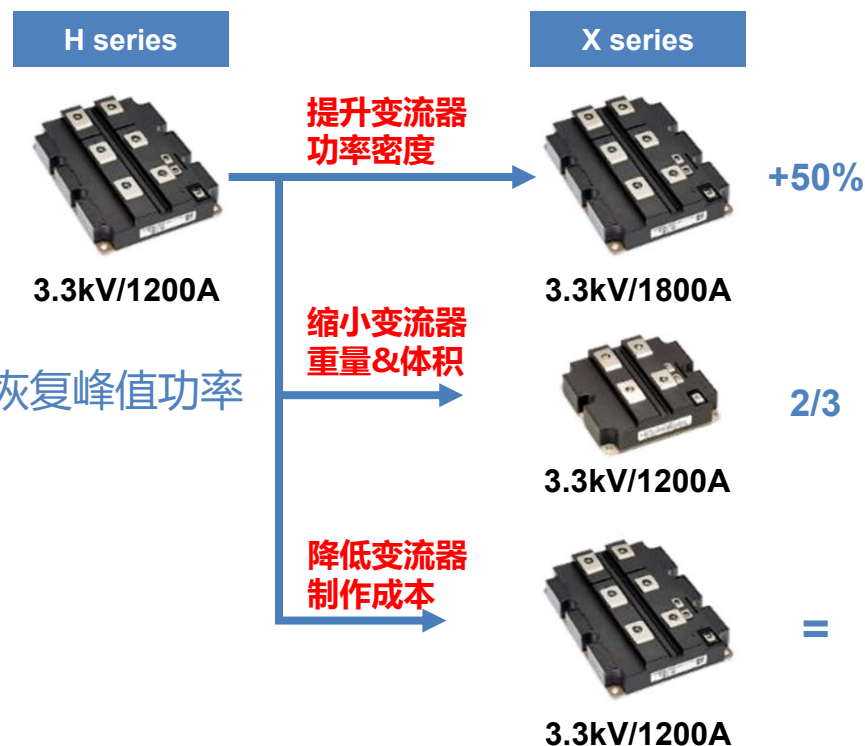 H series
X series
提升变流器
功率密度
+50%
3.3kV/1200A
3.3kV/1800A
缩小变流器
重量&体积
恢复峰值功率
2/3
3.3kV/1200A
降低变流器
制作成本
=
3.3kV/1200A